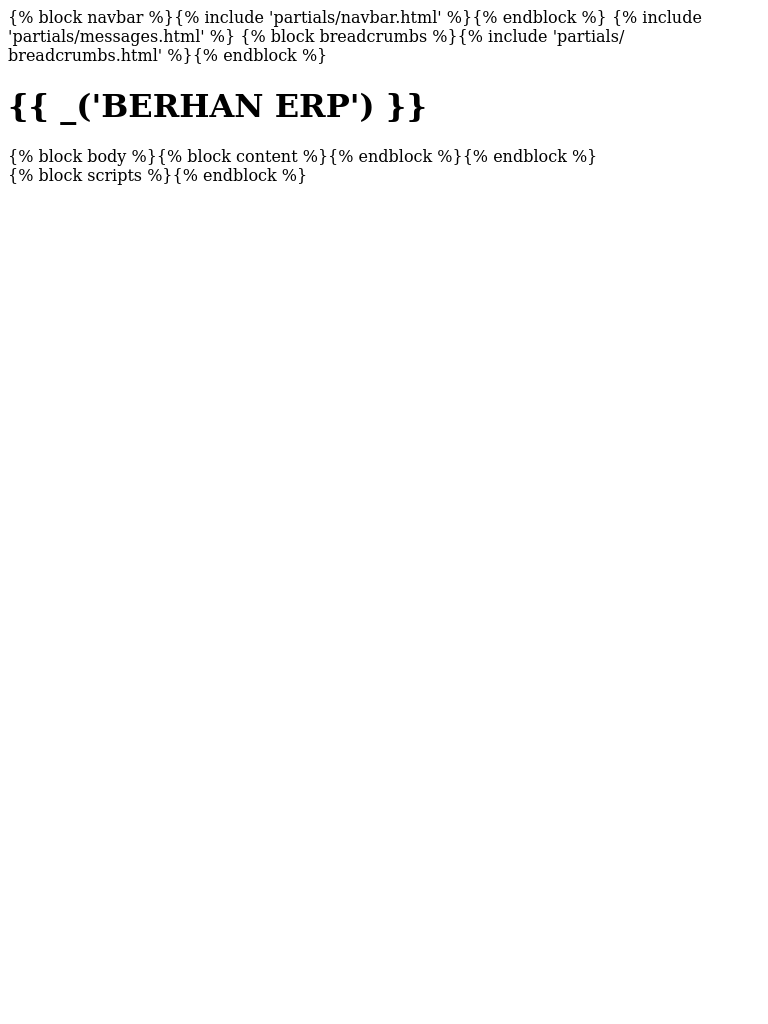 {% block navbar %}{% include 'partials/navbar.html' %}{% endblock %} {% include
'partials/messages.html' %} {% block breadcrumbs %}{% include 'partials/
breadcrumbs.html' %}{% endblock %}
{{ _('BERHAN ERP') }}
{% block body %}{% block content %}{% endblock %}{% endblock %}
{% block scripts %}{% endblock %}